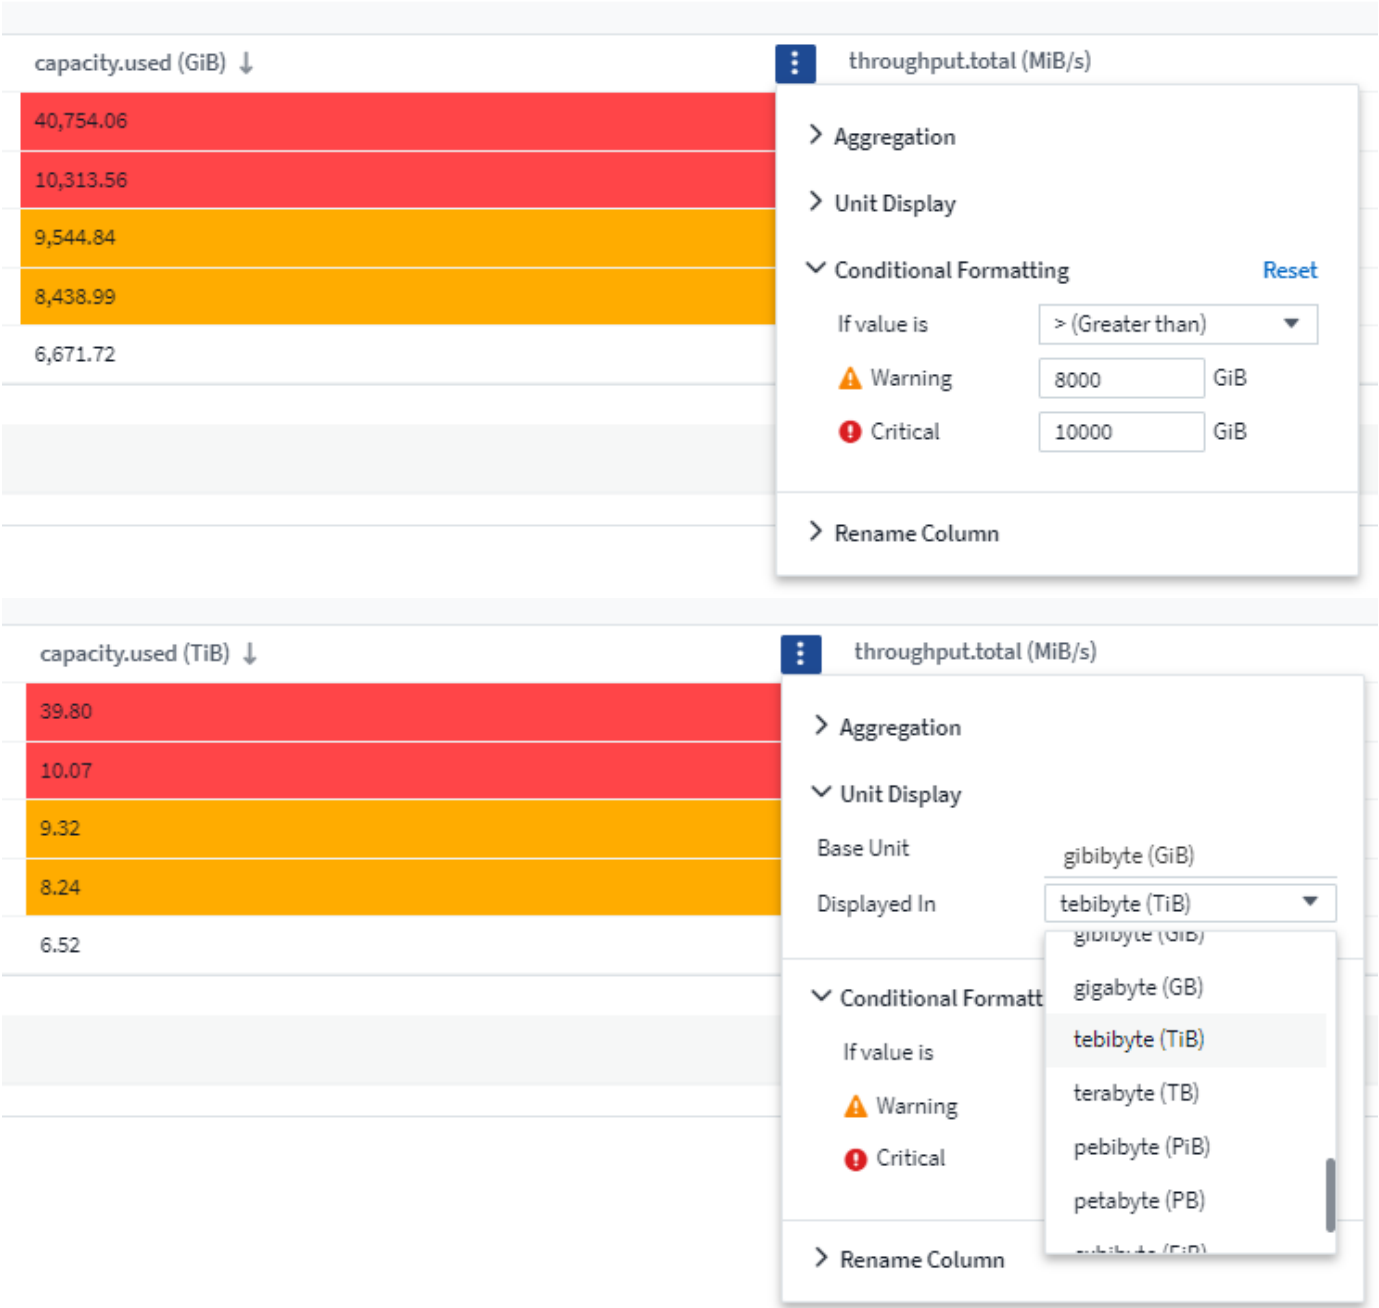 capacity.used (GiB) ↓ throughput.total (MiB/s)
40,754.06
Aggregation
10,313.56
Unit Display
9,544.84
Conditional Formatting Reset
8,438.99
If value is > (Greater than)
6,671.72
Warning 8000 GiB
Critical 10000 GiB
Rename Column
capacity.used (TiB) ↓ throughput.total (MiB/s)
39.80
Aggregation
10.07
Unit Display
9.32
Base Unit gibibyte (GiB)
8.24
Displayed In tebibyte (TiB)
gibibyte (GiB)
6.52
gigabyte (GB)
Conditional Formatt
tebibyte (TiB)
If value is
terabyte (TB)
Warning
pebibyte (PiB)
Critical
petabyte (PB)
Rename Column